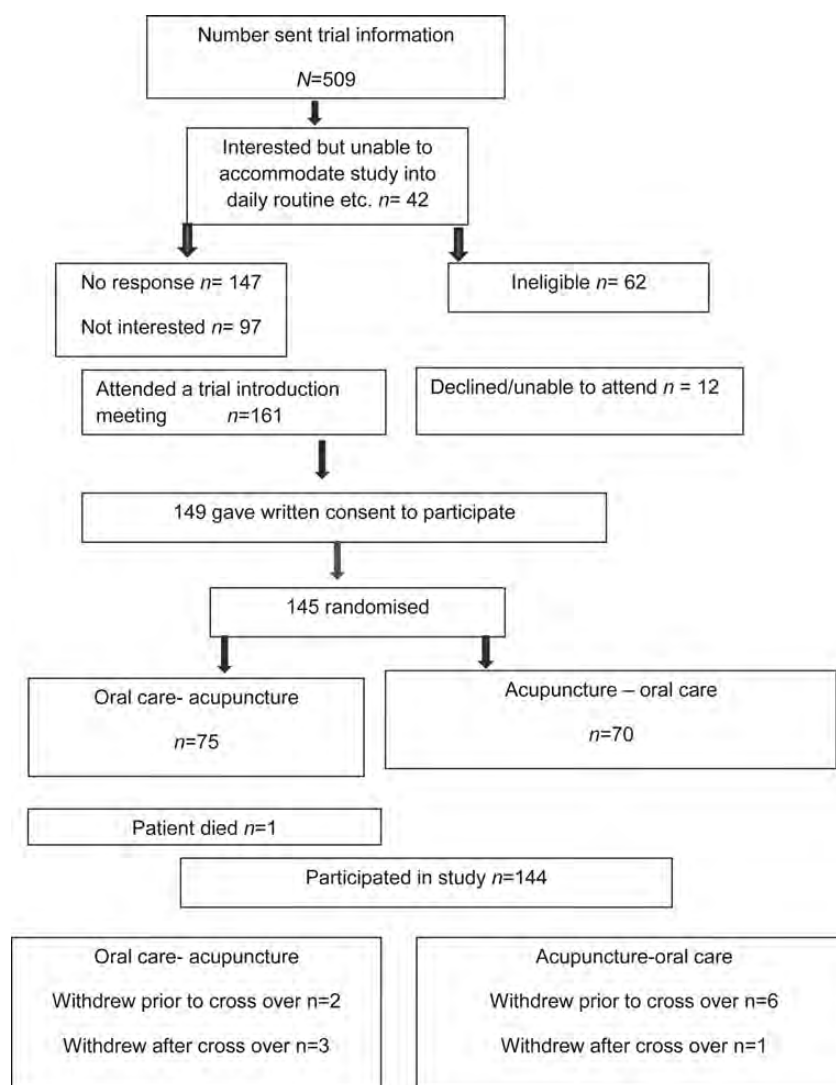 Number sent trial information
N=509
Interested but unable to
accommodate study into
daily routine etc. n= 42
No response n= 147
Not interested n= 97
Ineligible n= 62
Attended a trial introduction
meeting n=161
Declined/unable to attend n = 12
149 gave written consent to participate
145 randomised
Oral care- acupuncture
n=75
Acupuncture – oral care
n=70
Patient died n=1
Participated in study n=144
Oral care- acupuncture
Withdrew prior to cross over n=2
Withdrew after cross over n=3
Acupuncture-oral care
Withdrew prior to cross over n=6
Withdrew after cross over n=1